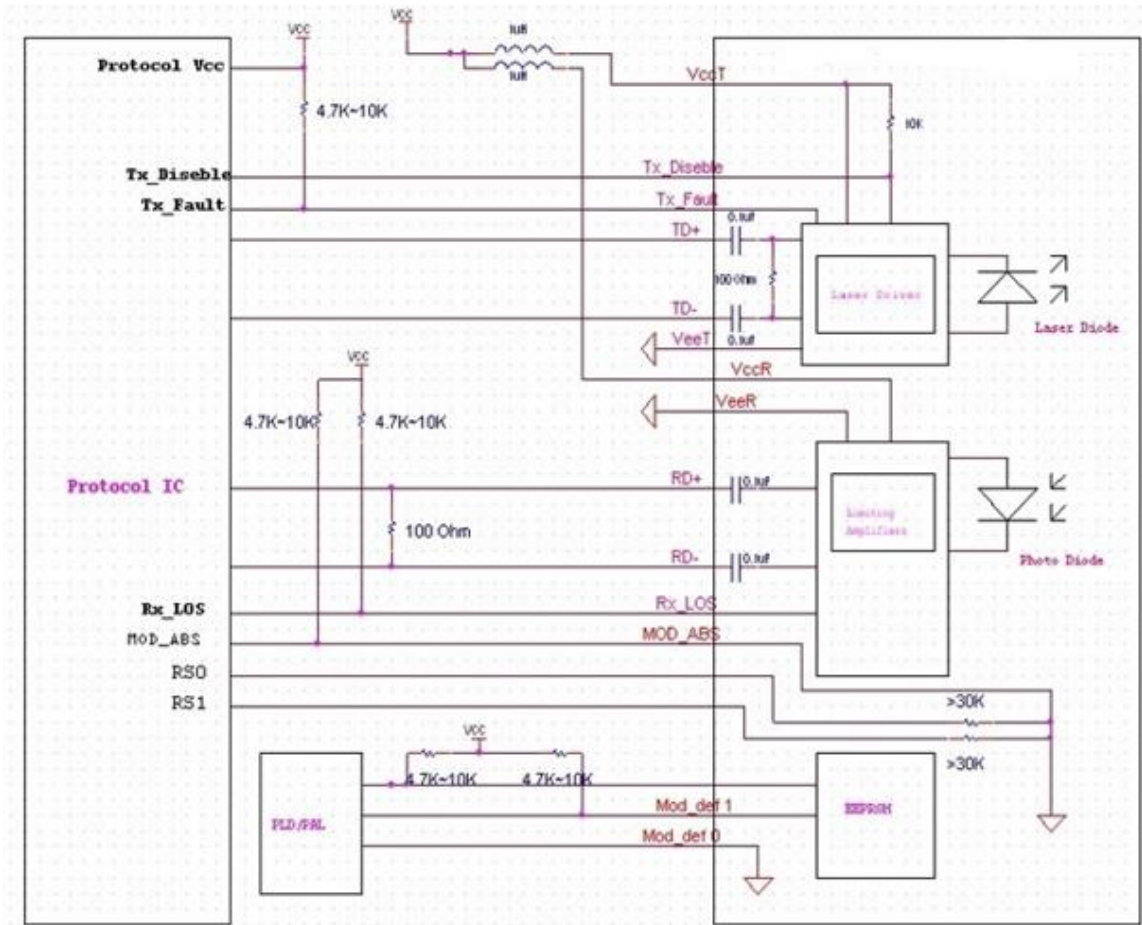 Vcc
Vcc
1uH
Protocol Vcc
1uH
VccT
4.7K~10K
10K
Tx_Diseble
Tx_Diseble
Tx_Fault
Tx_Fault
0.1uf
TD+
100 Ohm
Laser Driver
TD-
Laser Diode
VeeT
0.1uf
Vcc
VccR
VeeR
4.7K~10K
4.7K~10K
Protocol IC
RD+
0.1uf
Limiting
Amplifiers
100 Ohm
RD-
0.1uf
Photo Diode
Rx_LOS
Rx_LOS
MOD_ABS
MOD_ABS
RS0
RS1
>30K
Vcc
>30K
4.7K~10K
4.7K~10K
PLD/PAL
Mod_def 1
EEPROM
Mod_def 0